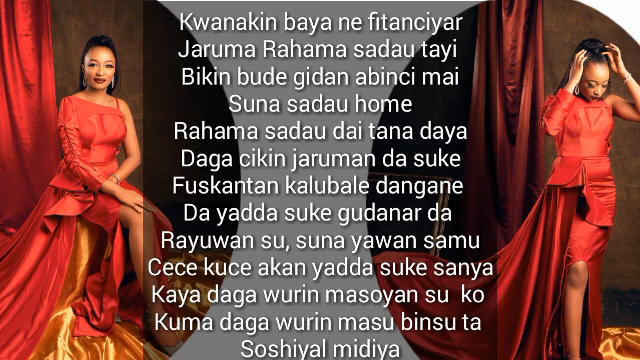 Kwanakin baya ne fitanciyar
Jaruma Rahama sadau tayi
Bikin bude gidan abinci mai
Suna sadau home
Rahama sadau dai tana daya
Daga cikin jaruman da suke
Fuskantan kalubale dangane
Da yadda suke gudanar da
Rayuwan su, suna yawan samu
Cece kuce akan yadda suke sanya
Kaya daga wurin masoyan su ko
Kuma daga wurin masu binsu ta
Soshiyal midiya